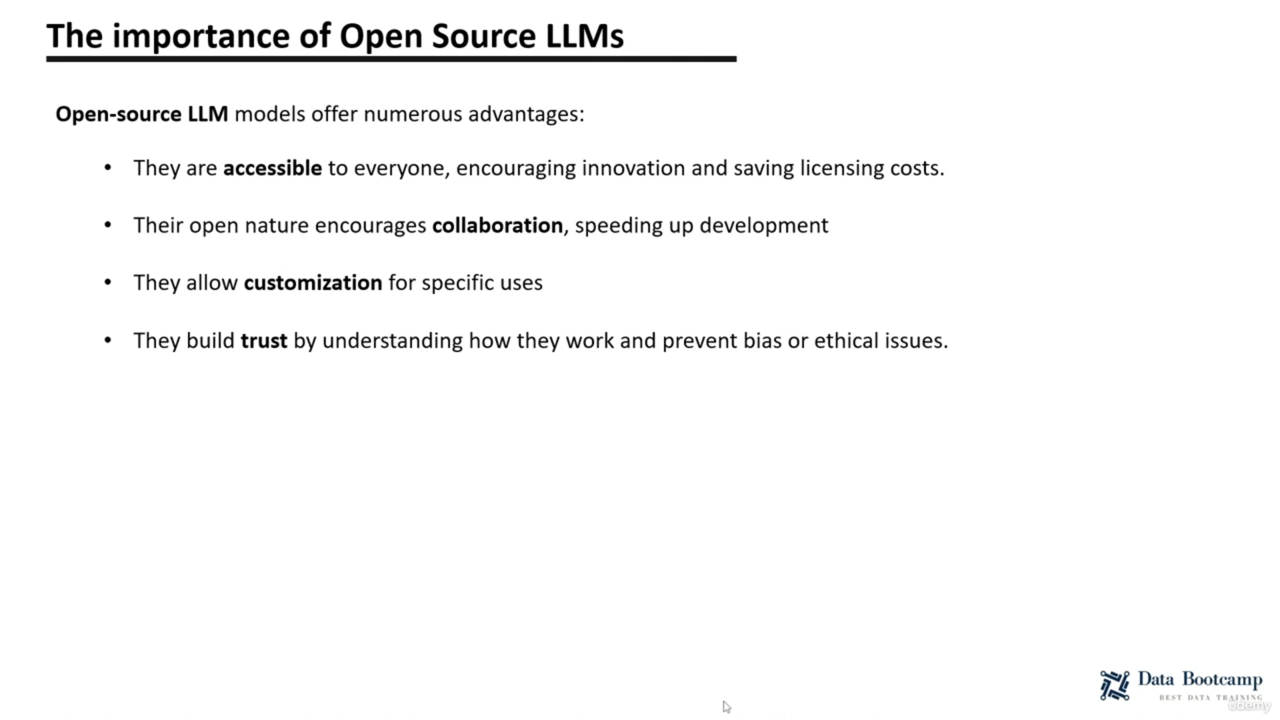 The importance of Open Source LLMs
Open-source LLM models offer numerous advantages:
• They are accessible to everyone, encouraging innovation and saving licensing costs.
• Their open nature encourages collaboration, speeding up development
• They allow customization for specific uses
• They build trust by understanding how they work and prevent bias or ethical issues.
Data Bootcamp
BEST DATA TRAINING
udemy